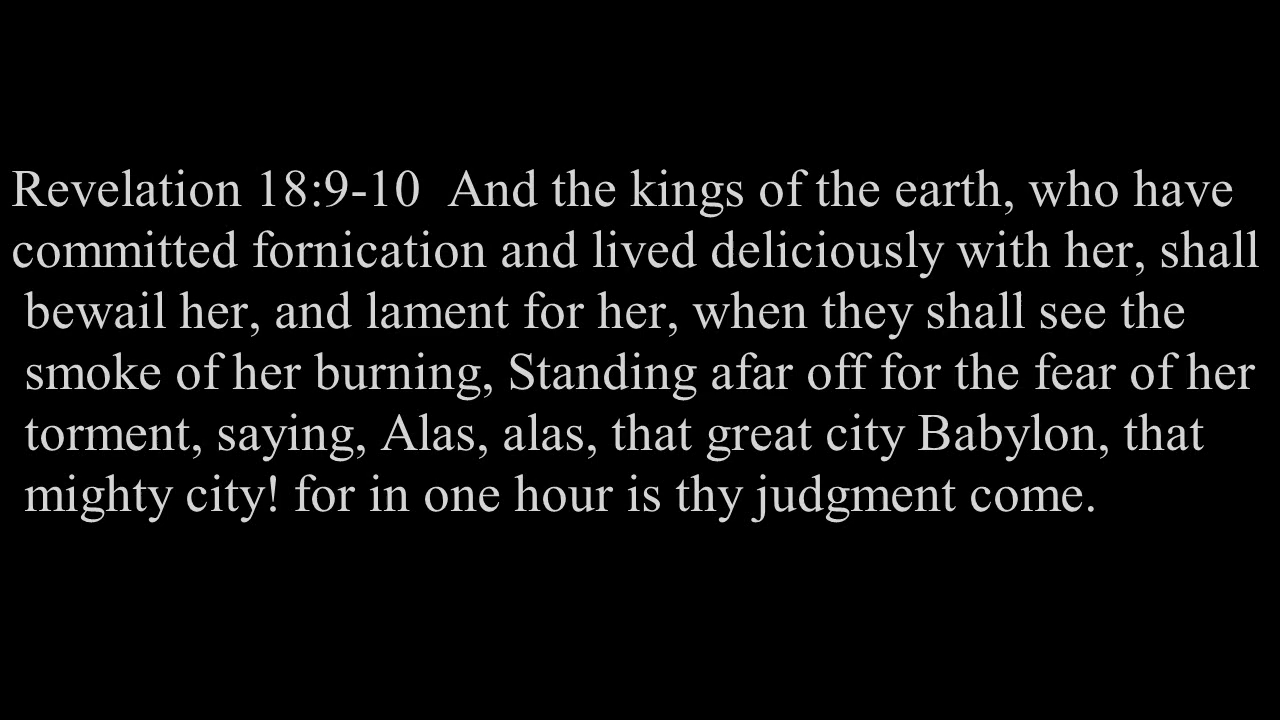 Revelation 18:9-10  And the kings of the earth, who have
committed fornication and lived deliciously with her, shall
bewail her, and lament for her, when they shall see the
smoke of her burning, Standing afar off for the fear of her
torment, saying, Alas, alas, that great city Babylon, that
mighty city! for in one hour is thy judgment come.